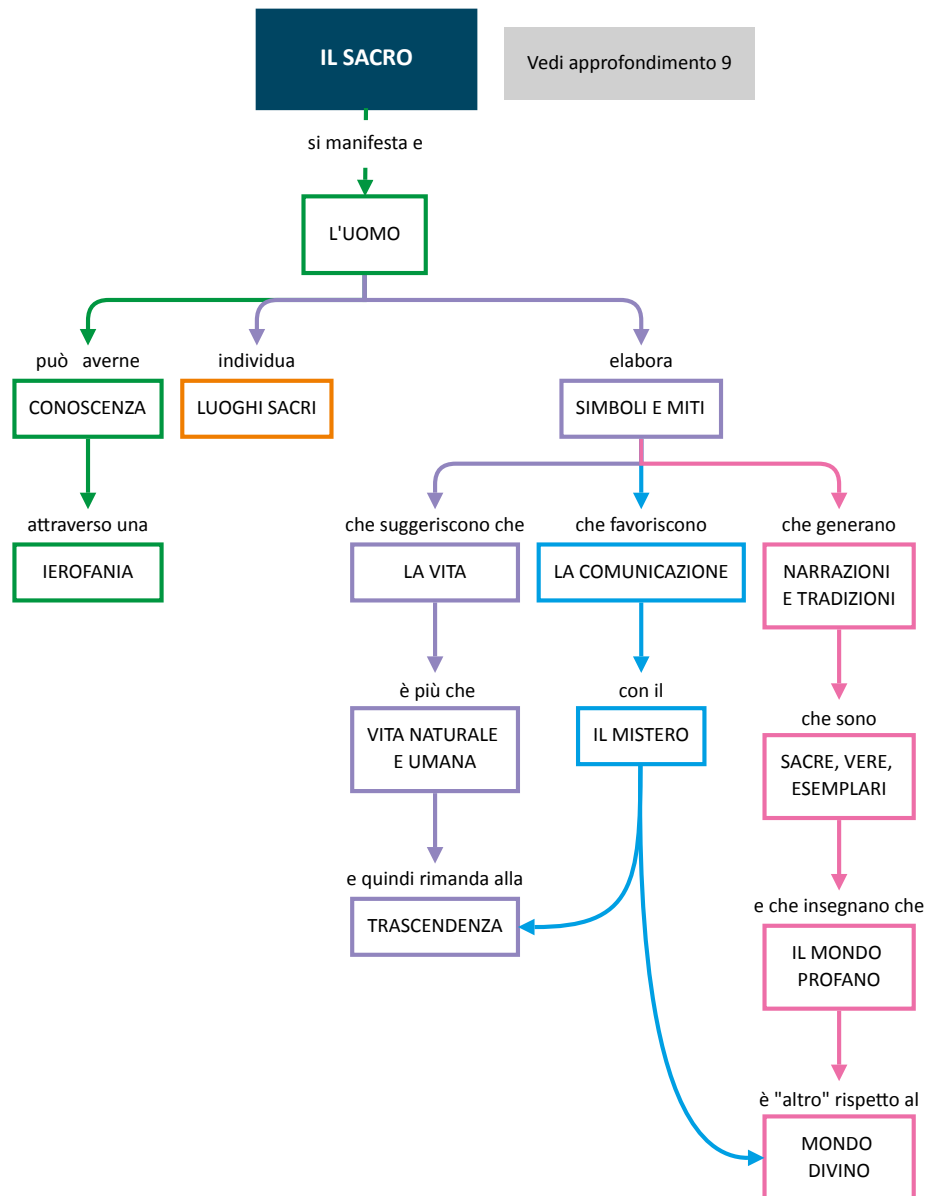 IL SACRO
Vedi approfondimento 9
si manifesta e
L'UOMO
può averne
individua
elabora
CONOSCENZA
LUOGHI SACRI
SIMBOLI E MITI
attraverso una
che suggeriscono che
che favoriscono
che generano
IEROFANIA
LA VITA
LA COMUNICAZIONE
NARRAZIONI
E TRADIZIONI
è più che
con il
che sono
VITA NATURALE
E UMANA
IL MISTERO
SACRE, VERE,
ESEMPLARI
e quindi rimanda alla
TRASCENDENZA
e che insegnano che
IL MONDO
PROFANO
è "altro" rispetto al
MONDO
DIVINO